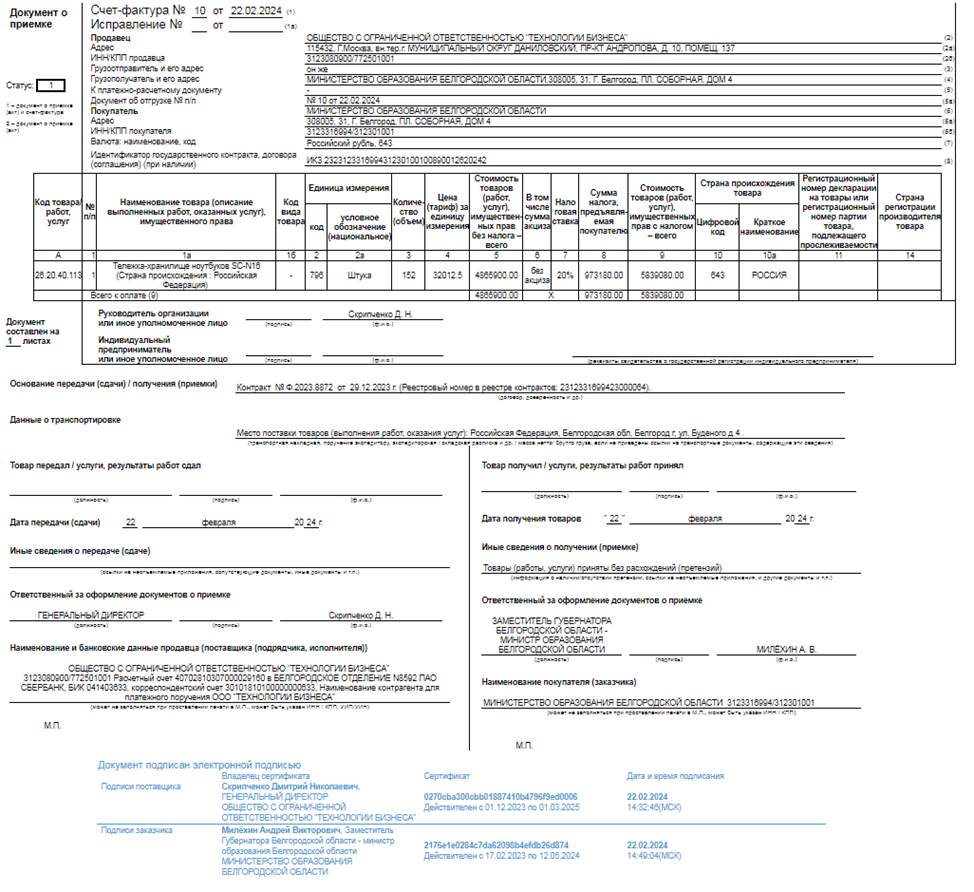 Документ о
приемке
Счет-фактура № 10 от 22.02.2024 (1)
Исправление № от (1а)
Продавец ОБЩЕСТВО С ОГРАНИЧЕННОЙ ОТВЕТСТВЕННОСТЬЮ "ТЕХНОЛОГИИ БИЗНЕСА" (2)
Адрес 115432, Г.Москва, вн.тер.г. МУНИЦИПАЛЬНЫЙ ОКРУГ ДАНИЛОВСКИЙ, ПР-КТ АНДРОПОВА, Д. 10, ПОМЕЩ. 137 (2а)
ИНН/КПП продавца 3123080900/772501001 (2б)
Грузоотправитель и его адрес он же (3)
Грузополучатель и его адрес МИНИСТЕРСТВО ОБРАЗОВАНИЯ БЕЛГОРОДСКОЙ ОБЛАСТИ,308005, 31, Г. Белгород, ПЛ. СОБОРНАЯ, ДОМ 4 (4)
К платежно-расчетному документу - (5)
Документ об отгрузке № п/п № 10 от 22.02.2024 (5а)
Покупатель МИНИСТЕРСТВО ОБРАЗОВАНИЯ БЕЛГОРОДСКОЙ ОБЛАСТИ (6)
Адрес 308005, 31, Г. Белгород, ПЛ. СОБОРНАЯ, ДОМ 4 (6а)
ИНН/КПП покупателя 3123316994/312301001 (6б)
Валюта: наименование, код Российский рубль, 643 (7)
Идентификатор государственного контракта, договора
(соглашения) (при наличии) ИКЗ 232312331699431230100100890012620242 (8)
Статус: 1
1 – документ о приемке
(акт) и счет-фактура
2 – документ о приемке
(акт)
Код товара/ работ, услуг
№ п/п
Наименование товара (описание выполненных работ, оказанных услуг), имущественного права
Код вида товара
Единица измерения
код
условное обозначение (национальное)
Количе-ство (объем)
Цена (тариф) за единицу измерения
Стоимость товаров (работ, услуг), имуществен-ных прав без налога – всего
В том числе сумма акциза
Нало говая ставка
Сумма налога, предъявля-емая покупателю
Стоимость товаров (работ, услуг), имуществен-ных прав с налогом – всего
Страна происхождения товара
Цифровой код
Краткое наименование
Регистрационный номер декларации на товары или регистрационный номер партии товара, подлежащего прослеживаемости
Страна регистрации производителя товара
А 1 1а 1б 2 2а 3 4 5 6 7 8 9 10 10а 11 14
26.20.40.113 1 Тележка-хранилище ноутбуков SC-N16 (Страна происхождения : Российская Федерация) - 796 Штука 152 32012.5 4865900.00 без акциза 20% 973180.00 5839080.00 643 РОССИЯ
Всего к оплате (9) 4865900.00 Х 973180.00 5839080.00
Документ
составлен на
1 листах
Руководитель организации
или иное уполномоченное лицо Скрипченко Д. Н.
(подпись) (ф.и.о.)
Индивидуальный
предприниматель
или иное уполномоченное лицо
(подпись) (ф.и.о.) (реквизиты свидетельства о государственной регистрации индивидуального предпринимателя)
Основание передачи (сдачи) / получения (приемки) Контракт № Ф.2023.8872 от 29.12.2023 г. (Реестровый номер в реестре контрактов: 2312331699423000064).
(договор, доверенность и др.)
Данные о транспортировке
Место поставки товаров (выполнения работ, оказания услуг): Российская Федерация, Белгородская обл, Белгород г, ул. Буденого д.4 .
(транспортная накладная, поручение экспедитору, экспедиторская / складская расписка и др. / масса нетто/ брутто груза, если не приведены ссылки на транспортные документы, содержащие эти сведения)
Товар передал / услуги, результаты работ сдал
(должность) (подпись) (ф.и.о.)
Дата передачи (сдачи) 22 февраля 20 24 г.
Иные сведения о передаче (сдаче)
(ссылки на неотъемлемые приложения, сопутствующие документы, иные документы и т.п.)
Ответственный за оформление документов о приемке
ГЕНЕРАЛЬНЫЙ ДИРЕКТОР Скрипченко Д. Н.
(должность) (подпись) (ф.и.о.)
Наименование и банковские данные продавца (поставщика (подрядчика, исполнителя))
ОБЩЕСТВО С ОГРАНИЧЕННОЙ ОТВЕТСТВЕННОСТЬЮ "ТЕХНОЛОГИИ БИЗНЕСА"
3123080900/772501001 Расчетный счет 40702810307000029160 в БЕЛГОРОДСКОЕ ОТДЕЛЕНИЕ N8592 ПАО
СБЕРБАНК, БИК 041403633, корреспондентский счет 30101810100000000633, Наименование контрагента для
платежного поручения ООО "ТЕХНОЛОГИИ БИЗНЕСА"
(может не заполняться при проставлении печати в М.П., может быть указан ИНН / КПП, УИП/УИН)
М.П.
Товар получил / услуги, результаты работ принял
(должность) (подпись) (ф.и.о.)
Дата получения товаров " 22 " февраля 20 24 г.
Иные сведения о получении (приемке)
Товары (работы, услуги) приняты без расхождений (претензий)
(информация о наличии/отсутствии претензии; ссылки на неотъемлемые приложения, и другие документы и т.п.)
Ответственный за оформление документов о приемке
ЗАМЕСТИТЕЛЬ ГУБЕРНАТОРА
БЕЛГОРОДСКОЙ ОБЛАСТИ -
МИНИСТР ОБРАЗОВАНИЯ
БЕЛГОРОДСКОЙ ОБЛАСТИ МИЛЁХИН А. В.
(должность) (подпись) (ф.и.о.)
Наименование покупателя (заказчика)
МИНИСТЕРСТВО ОБРАЗОВАНИЯ БЕЛГОРОДСКОЙ ОБЛАСТИ 3123316994/312301001
(может не заполняться при проставлении печати в М.П., может быть указан ИНН / КПП)
М.П.
Документ подписан электронной подписью
Владелец сертификата Сертификат Дата и время подписания
Подписи поставщика Скрипченко Дмитрий Николаевич,
ГЕНЕРАЛЬНЫЙ ДИРЕКТОР 0270cba300cbb01887410b4796f9ed0006 22.02.2024
ОБЩЕСТВО С ОГРАНИЧЕННОЙ Действителен с 01.12.2023 по 01.03.2025 14:32:46(МСК)
ОТВЕТСТВЕННОСТЬЮ "ТЕХНОЛОГИИ БИЗНЕСА"
Подписи заказчика Милёхин Андрей Викторович, Заместитель
Губернатора Белгородской области - министр 2176e1e0284c7da62098b4efdb26d874 22.02.2024
образования Белгородской области Действителен с 17.02.2023 по 12.05.2024 14:49:04(МСК)
МИНИСТЕРСТВО ОБРАЗОВАНИЯ
БЕЛГОРОДСКОЙ ОБЛАСТИ